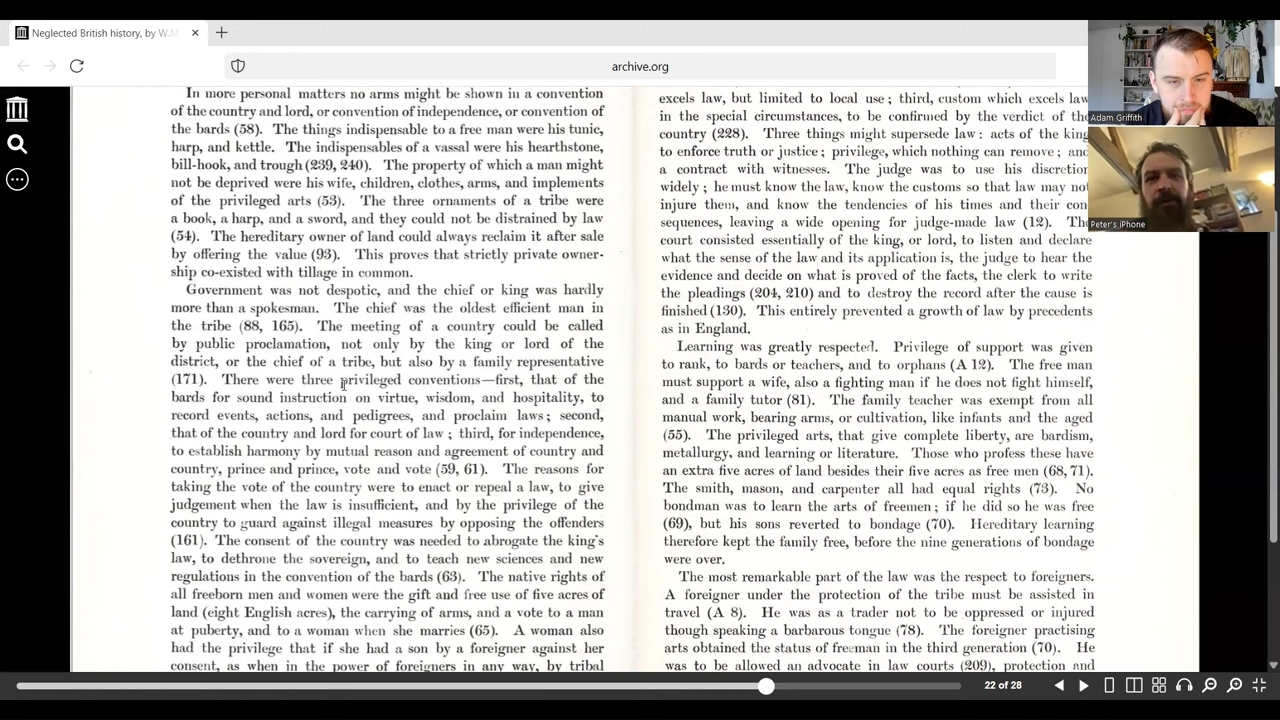 Neglected British history, by W.M
archive.org
In more personal matters no arms might be shown in a convention
of the country and lord, or convention of independence, or convention of
the bards (58). The things indispensable to a free man were his tunic,
harp, and kettle. The indispensables of a vassal were his hearthstone,
bill-hook, and trough (239, 240). The property of which a man might
not be deprived were his wife, children, clothes, arms, and implements
of the privileged arts (53). The three ornaments of a tribe were
a book, a harp, and a sword, and they could not be distrained by law
(54). The hereditary owner of land could always reclaim it after sale
by offering the value (93). This proves that strictly private owner-
ship co-existed with tillage in common.
Government was not despotic, and the chief or king was hardly
more than a spokesman. The chief was the oldest efficient man in
the tribe (88, 165). The meeting of a country could be called
by public proclamation, not only by the king or lord of the
district, or the chief of a tribe, but also by a family representative
(171). There were three privileged conventions—first, that of the
bards for sound instruction on virtue, wisdom, and hospitality, to
record events, actions, and pedigrees, and proclaim laws; second,
that of the country and lord for court of law; third, for independence,
to establish harmony by mutual reason and agreement of country and
country, prince and prince, vote and vote (59, 61). The reasons for
taking the vote of the country were to enact or repeal a law, to give
judgement when the law is insufficient, and by the privilege of the
country to guard against illegal measures by opposing the offenders
(161). The consent of the country was needed to abrogate the king's
law, to dethrone the sovereign, and to teach new sciences and new
regulations in the convention of the bards (63). The native rights of
all freeborn men and women were the gift and free use of five acres of
land (eight English acres), the carrying of arms, and a vote to a man
at puberty, and to a woman when she marries (65). A woman also
had the privilege that if she had a son by a foreigner against her
consent, as when in the power of foreigners in any way, by tribal
excels law, but limited to local use; third, custom which excels law
in the special circumstances, to be confirmed by the verdict of the
country (228). Three things might supersede law: acts of the king
to enforce truth or justice; privilege, which nothing can remove; and
a contract with witnesses. The judge was to use his discretion
widely; he must know the law, know the customs so that law may not
injure them, and know the tendencies of his times and their con
sequences, leaving a wide opening for judge-made law (12). The
court consisted essentially of the king, or lord, to listen and declare
what the sense of the law and its application is, the judge to hear the
evidence and decide on what is proved of the facts, the clerk to write
the pleadings (204, 210) and to destroy the record after the cause is
finished (130). This entirely prevented a growth of law by precedents
as in England.
Learning was greatly respected. Privilege of support was given
to rank, to bards or teachers, and to orphans (A 12). The free man
must support a wife, also a fighting man if he does not fight himself,
and a family tutor (81). The family teacher was exempt from all
manual work, bearing arms, or cultivation, like infants and the aged
(55). The privileged arts, that give complete liberty, are bardism,
metallurgy, and learning or literature. Those who profess these have
an extra five acres of land besides their five acres as free men (68, 71).
The smith, mason, and carpenter all had equal rights (73). No
bondman was to learn the arts of freemen; if he did so he was free
(69), but his sons reverted to bondage (70). Hereditary learning
therefore kept the family free, before the nine generations of bondage
were over.
The most remarkable part of the law was the respect to foreigners.
A foreigner under the protection of the tribe must be assisted in
travel (A 8). He was as a trader not to be oppressed or injured
though speaking a barbarous tongue (78). The foreigner practising
arts obtained the status of freeman in the third generation (70). He
was to be allowed an advocate in law courts (209), protection and
Adam Griffith
Peter's iPhone
22 of 28